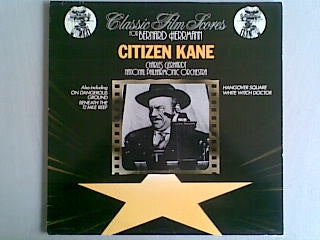 Classic Film Scores
FOR BERNARD HERRMANN
CITIZEN KANE
CHARLES GERHARDT
NATIONAL PHILHARMONIC ORCHESTRA
Also including
ON DANGEROUS
GROUND
BENEATH THE
12 MILE REEF
HANGOVER SQUARE
WHITE WITCH DOCTOR